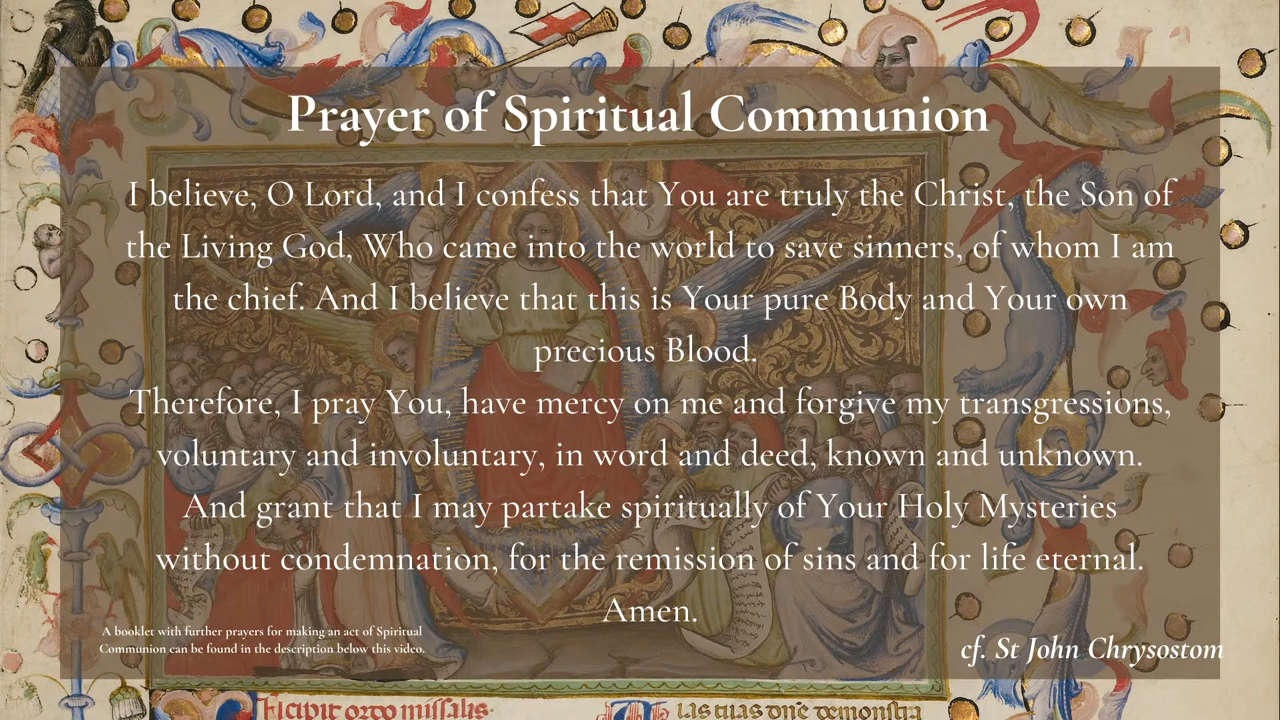 Prayer of Spiritual Communion
I believe, O Lord, and I confess that You are truly the Christ, the Son of
the Living God, Who came into the world to save sinners, of whom I am
the chief. And I believe that this is Your pure Body and Your own
precious Blood.
Therefore, I pray You, have mercy on me and forgive my transgressions,
voluntary and involuntary, in word and deed, known and unknown.
And grant that I may partake spiritually of Your Holy Mysteries
without condemnation, for the remission of sins and for life eternal.
Amen.
A booklet with further prayers for making an act of Spiritual
Communion can be found in the description below this video.
cf. St John Chrysostom
ordo missalis